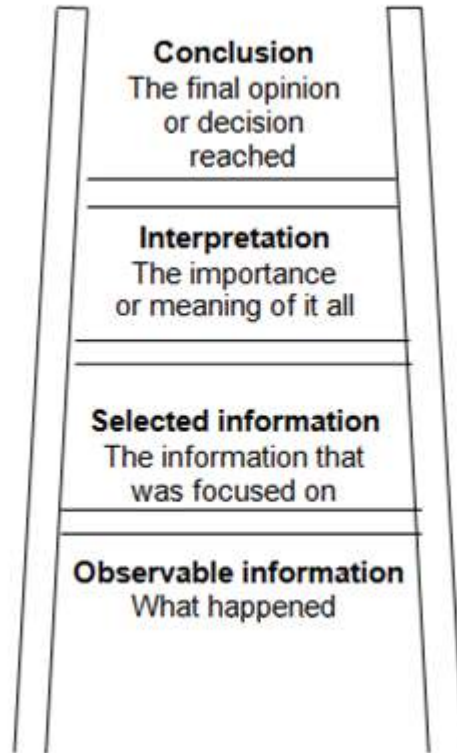 Conclusion
The final opinion
or decision
reached
Interpretation
The importance
or meaning of it all
Selected information
The information that
was focused on
Observable information
What happened